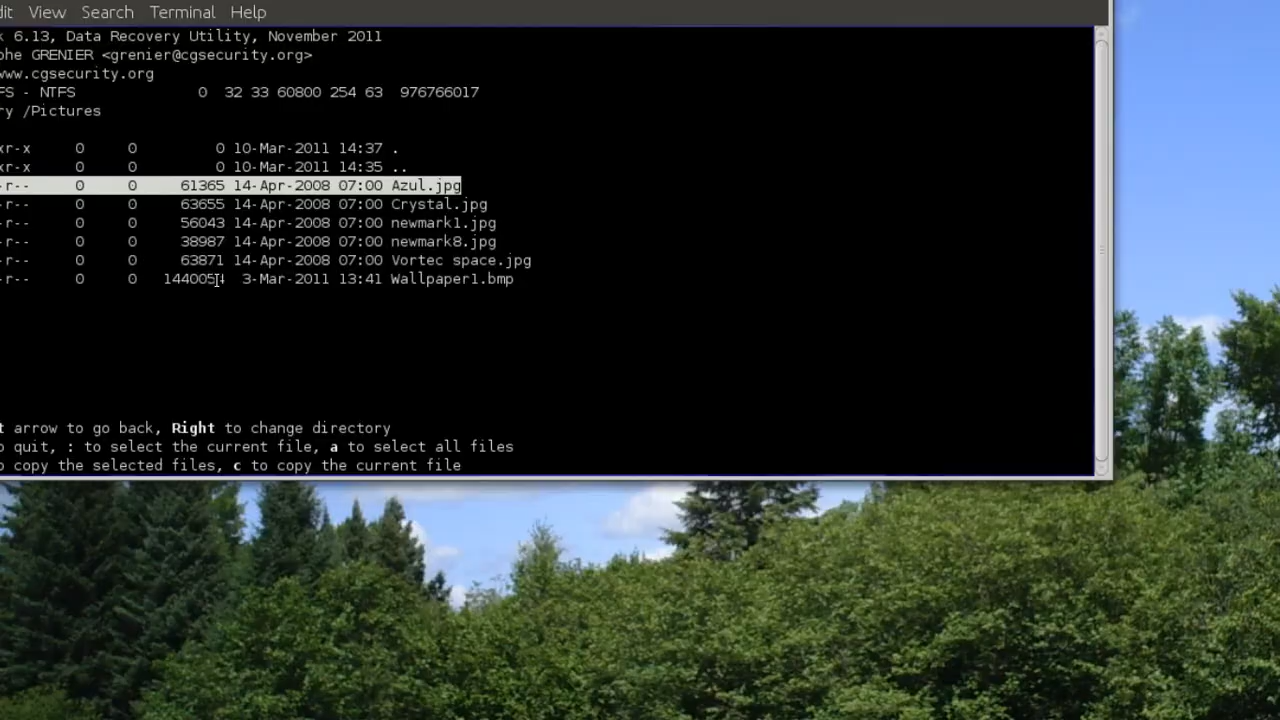 View Search Terminal Help
6.13, Data Recovery Utility, November 2011
GRENIER <grenier@cgsecurity.org>
www.cgsecurity.org
- NTFS 0 32 33 60800 254 63 976766017
/Pictures
xr-x 0 0 0 10-Mar-2011 14:37 .
xr-x 0 0 0 10-Mar-2011 14:35 ..
-r-- 0 0 61365 14-Apr-2008 07:00 Azul.jpg
-r-- 0 0 63655 14-Apr-2008 07:00 Crystal.jpg
-r-- 0 0 56043 14-Apr-2008 07:00 newmark1.jpg
-r-- 0 0 38987 14-Apr-2008 07:00 newmark8.jpg
-r-- 0 0 63871 14-Apr-2008 07:00 Vortec space.jpg
-r-- 0 0 1440054 3-Mar-2011 13:41 Wallpaper1.bmp
arrow to go back, Right to change directory
quit, : to select the current file, a to select all files
copy the selected files, c to copy the current file